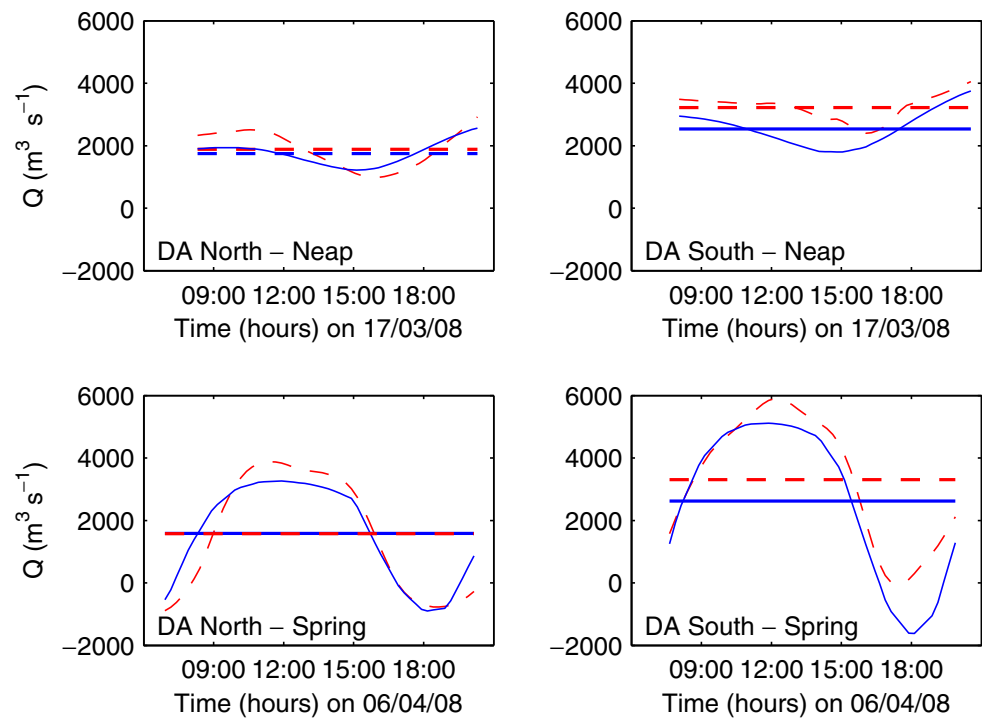 6000
4000
2000
0
−2000
Q (m³ s⁻¹)
DA North − Neap
09:00 12:00 15:00 18:00
Time (hours) on 17/03/08
6000
4000
2000
0
−2000
DA South − Neap
09:00 12:00 15:00 18:00
Time (hours) on 17/03/08
6000
4000
2000
0
−2000
Q (m³ s⁻¹)
DA North − Spring
09:00 12:00 15:00 18:00
Time (hours) on 06/04/08
6000
4000
2000
0
−2000
DA South − Spring
09:00 12:00 15:00 18:00
Time (hours) on 06/04/08